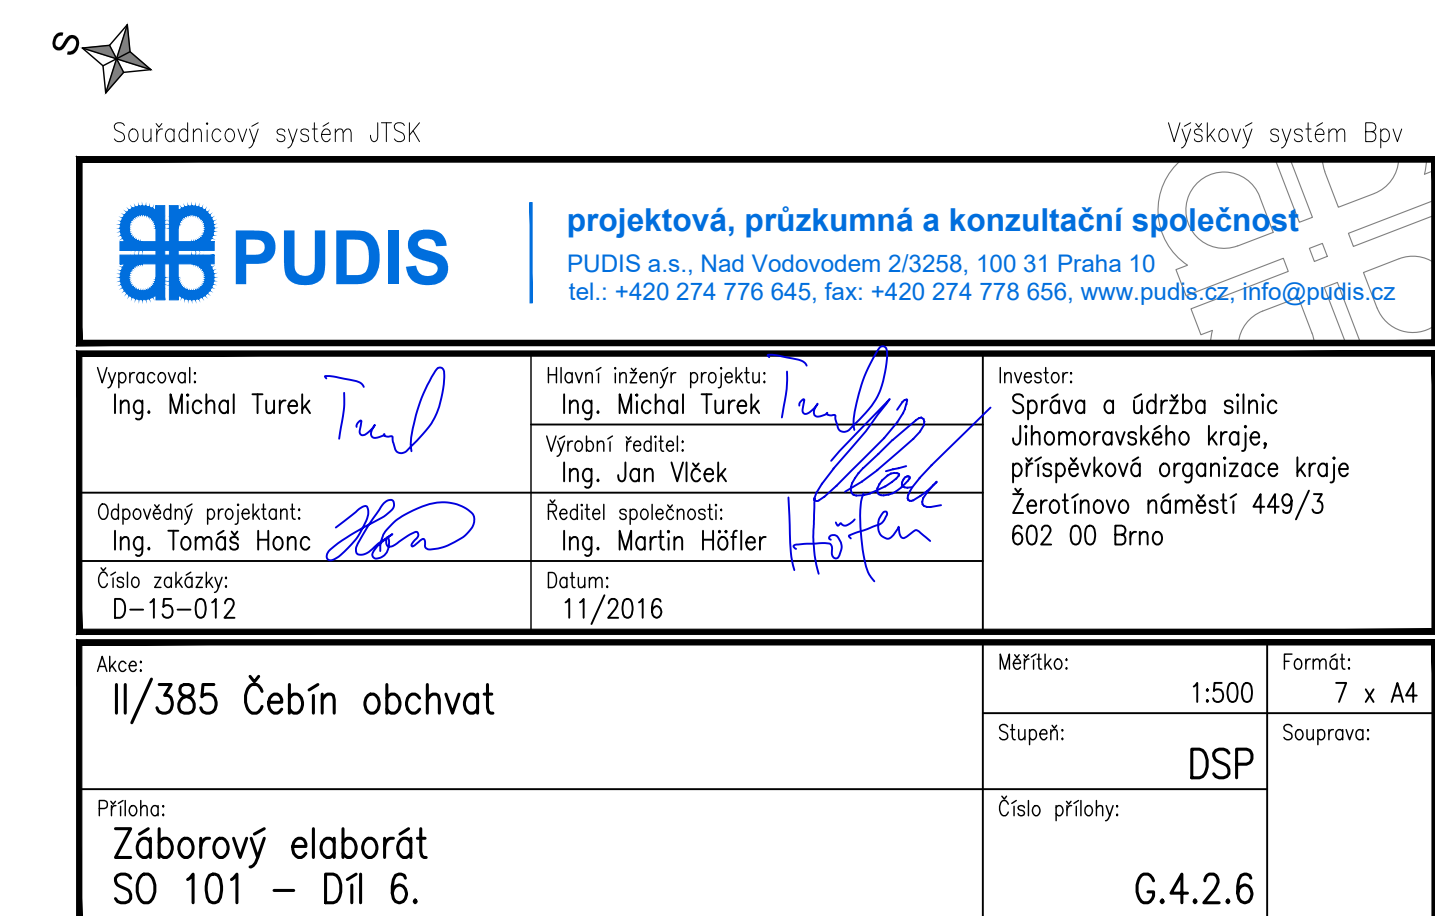 S
Souřadnicový systém JTSK
Výškový systém Bpv
PUDIS
projektová, průzkumná a konzultační společnost
PUDIS a.s., Nad Vodovodem 2/3258, 100 31 Praha 10
tel.: +420 274 776 645, fax: +420 274 778 656, www.pudis.cz, info@pudis.cz
Vypracoval:
Ing. Michal Turek
Odpovědný projektant:
Ing. Tomáš Honc
Číslo zakázky:
D-15-012
Hlavní inženýr projektu:
Ing. Michal Turek
Výrobní ředitel:
Ing. Jan Vlček
Ředitel společnosti:
Ing. Martin Höfler
Datum:
11/2016
Investor:
Správa a údržba silnic
Jihomoravského kraje,
příspěvková organizace kraje
Žerotínovo náměstí 449/3
602 00 Brno
Akce:
II/385 Čebín obchvat
Měřítko:
1:500
Formát:
7 x A4
Stupeň:
DSP
Souprava:
Příloha:
Záborový elaborát
SO 101 – Díl 6.
Číslo přílohy:
G.4.2.6